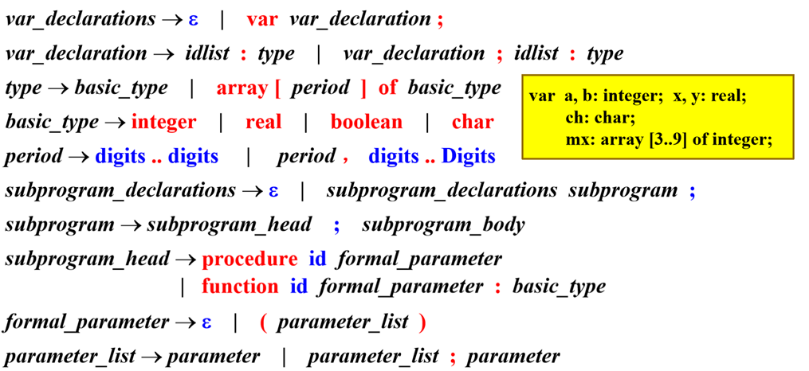 var_declarations → ε | var var_declaration ;
var_declaration → idlist : type | var_declaration ; idlist : type
type → basic_type | array [ period ] of basic_type
basic_type → integer | real | boolean | char
period → digits .. digits | period , digits .. Digits
var a, b: integer; x, y: real;
ch: char;
mx: array [3..9] of integer;
subprogram_declarations → ε | subprogram_declarations subprogram ;
subprogram → subprogram_head ; subprogram_body
subprogram_head → procedure id formal_parameter
| function id formal_parameter : basic_type
formal_parameter → ε | ( parameter_list )
parameter_list → parameter | parameter_list ; parameter